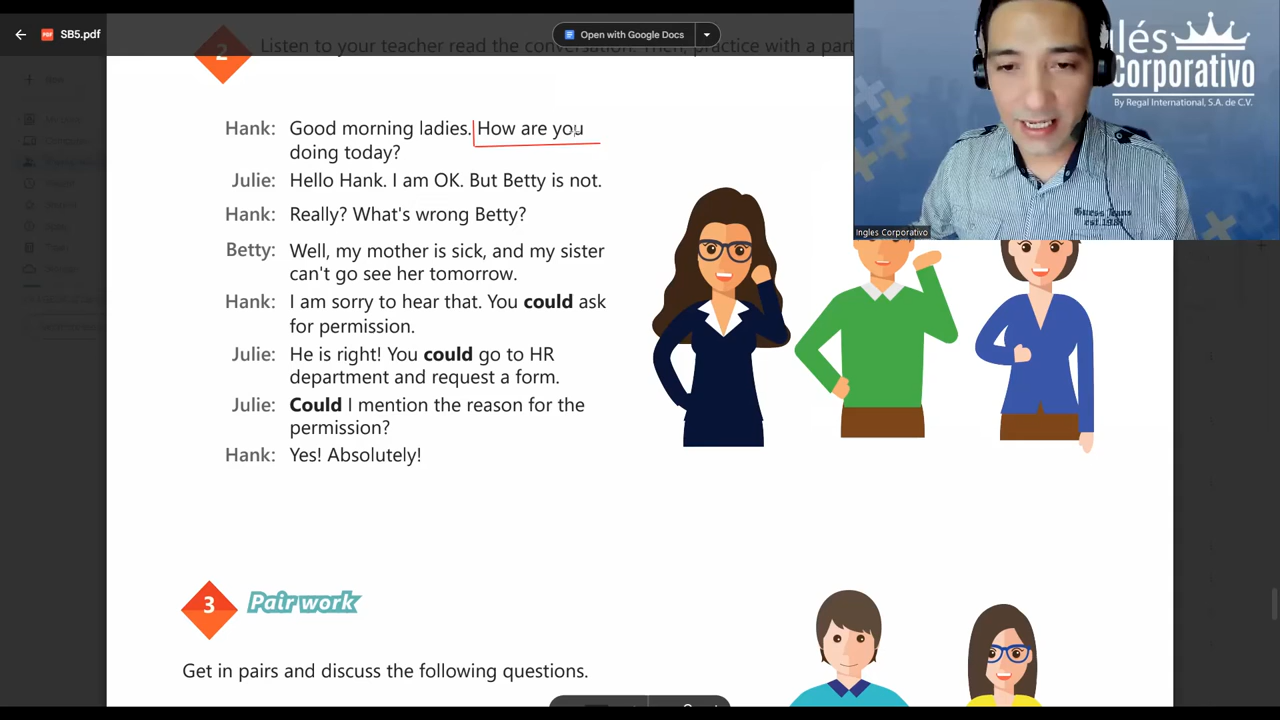 SB5.pdf
Open with Google Docs
2 Listen to your teacher read the conversation. Then, practice with a part
Hank: Good morning ladies. How are you
doing today?
Julie: Hello Hank. I am OK. But Betty is not.
Hank: Really? What's wrong Betty?
Betty: Well, my mother is sick, and my sister
can't go see her tomorrow.
Hank: I am sorry to hear that. You could ask
for permission.
Julie: He is right! You could go to HR
department and request a form.
Julie: Could I mention the reason for the
permission?
Hank: Yes! Absolutely!
3 Pair work
Get in pairs and discuss the following questions.
lés
Corporativo
By Regal International, S.A. de C.V.
Guess Jeans
est. 1981
Ingles Corporativo